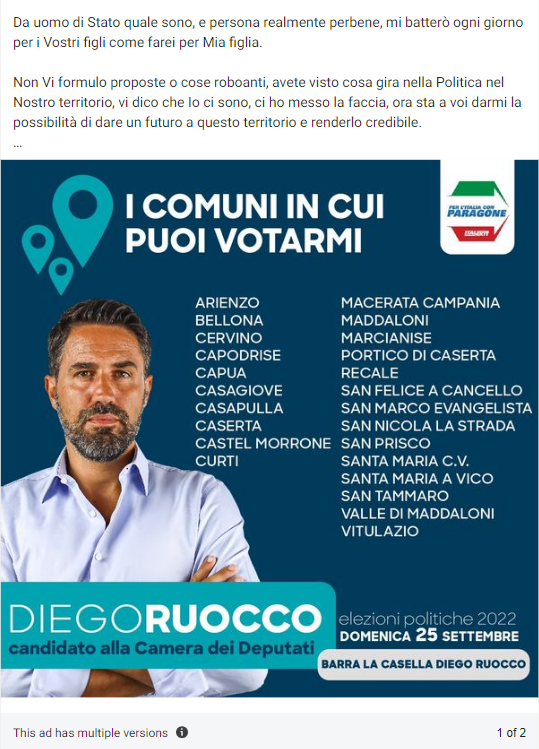 Da uomo di Stato quale sono, e persona realmente perbene, mi batterò ogni giorno
per i Vostri figli come farei per Mia figlia.
Non Vi formulo proposte o cose roboanti, avete visto cosa gira nella Politica nel
Nostro territorio, vi dico che Io ci sono, ci ho messo la faccia, ora sta a voi darmi la
possibilità di dare un futuro a questo territorio e renderlo credibile.
...
I COMUNI IN CUI
PUOI VOTARMI
PER L'ITALIA CON
PARAGONE
ITALEXIT
ARIENZO
BELLONA
CERVINO
CAPODRISE
CAPUA
CASAGIOVE
CASAPULLA
CASERTA
CASTEL MORRONE
CURTI
MACERATA CAMPANIA
MADDALONI
MARCIANISE
PORTICO DI CASERTA
RECALE
SAN FELICE A CANCELLO
SAN MARCO EVANGELISTA
SAN NICOLA LA STRADA
SAN PRISCO
SANTA MARIA C.V.
SANTA MARIA A VICO
SAN TAMMARO
VALLE DI MADDALONI
VITULAZIO
DIEGORUOCCO
candidato alla Camera dei Deputati
elezioni politiche 2022
DOMENICA 25 SETTEMBRE
BARRA LA CASELLA DIEGO RUOCCO
This ad has multiple versions
1 of 2